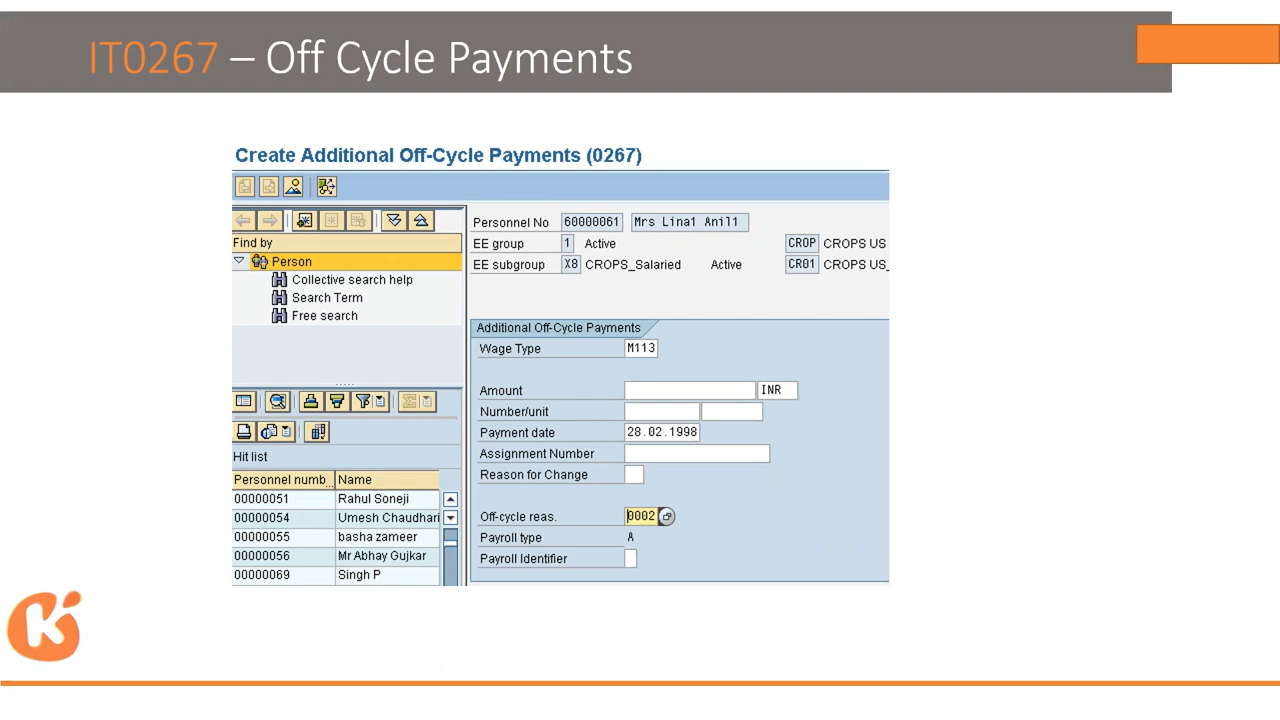 IT0267 – Off Cycle Payments
Create Additional Off-Cycle Payments (0267)
Find by
Person
Collective search help
Search Term
Free search
Hit list
Personnel numb... Name
00000051 Rahul Soneji
00000054 Umesh Chaudhari
00000055 basha zameer
00000056 Mr Abhay Gujkar
00000069 Singh P
Personnel No 60000061 Mrs Lina1 Anil1
EE group 1 Active CROP CROPS US
EE subgroup X8 CROPS_Salaried Active CR01 CROPS US_
Additional Off-Cycle Payments
Wage Type M113
Amount INR
Number/unit
Payment date 28.02.1998
Assignment Number
Reason for Change
Off-cycle reas. 0002
Payroll type A
Payroll Identifier
K